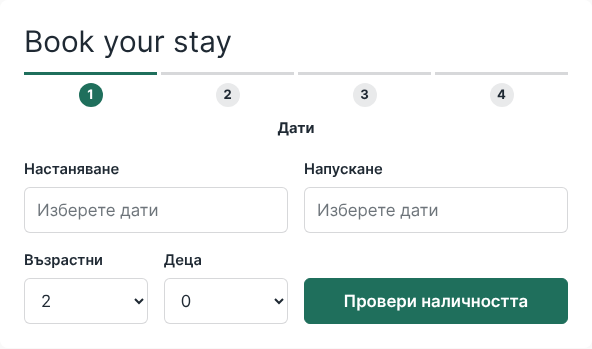 Book your stay
1 2 3 4
Дати
Настаняване Напускане
Изберете дати Изберете дати
Възрастни Деца
2 0 Провери наличността